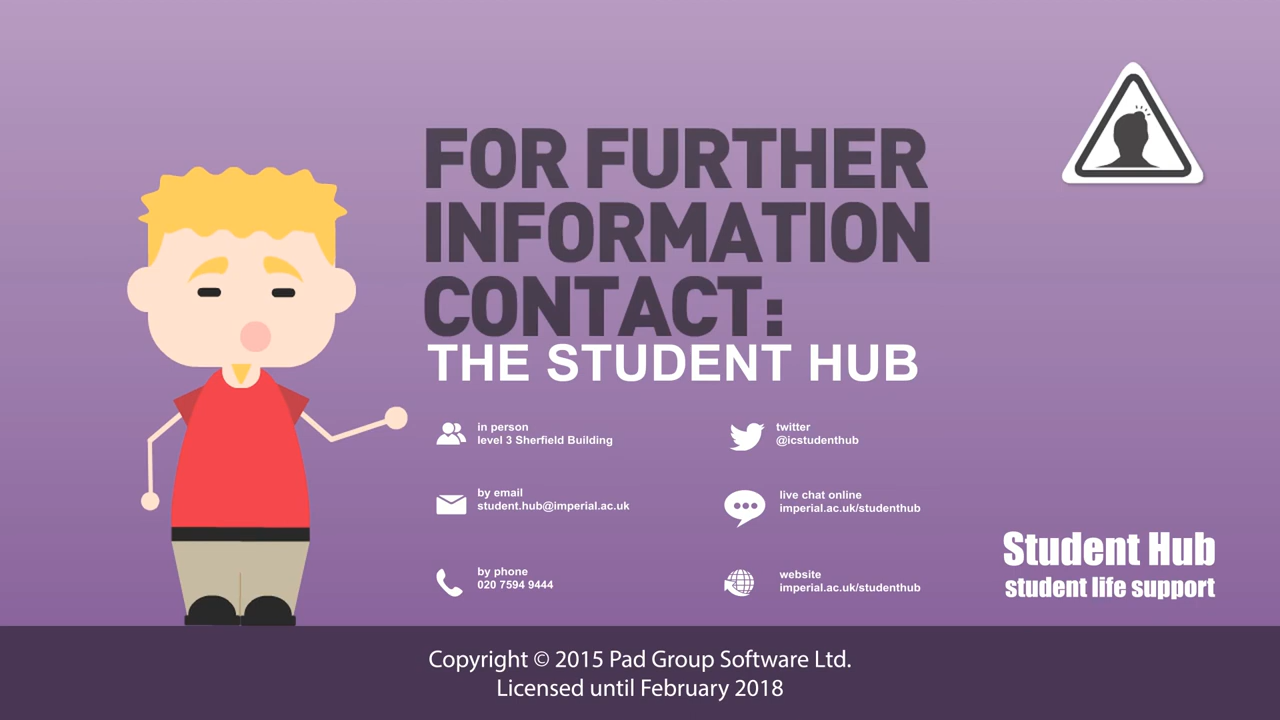 FOR FURTHER
INFORMATION
CONTACT:
THE STUDENT HUB
in person
level 3 Sherfield Building
twitter
@icstudenthub
by email
student.hub@imperial.ac.uk
live chat online
imperial.ac.uk/studenthub
by phone
020 7594 9444
website
imperial.ac.uk/studenthub
Student Hub
student life support
Copyright © 2015 Pad Group Software Ltd.
Licensed until February 2018